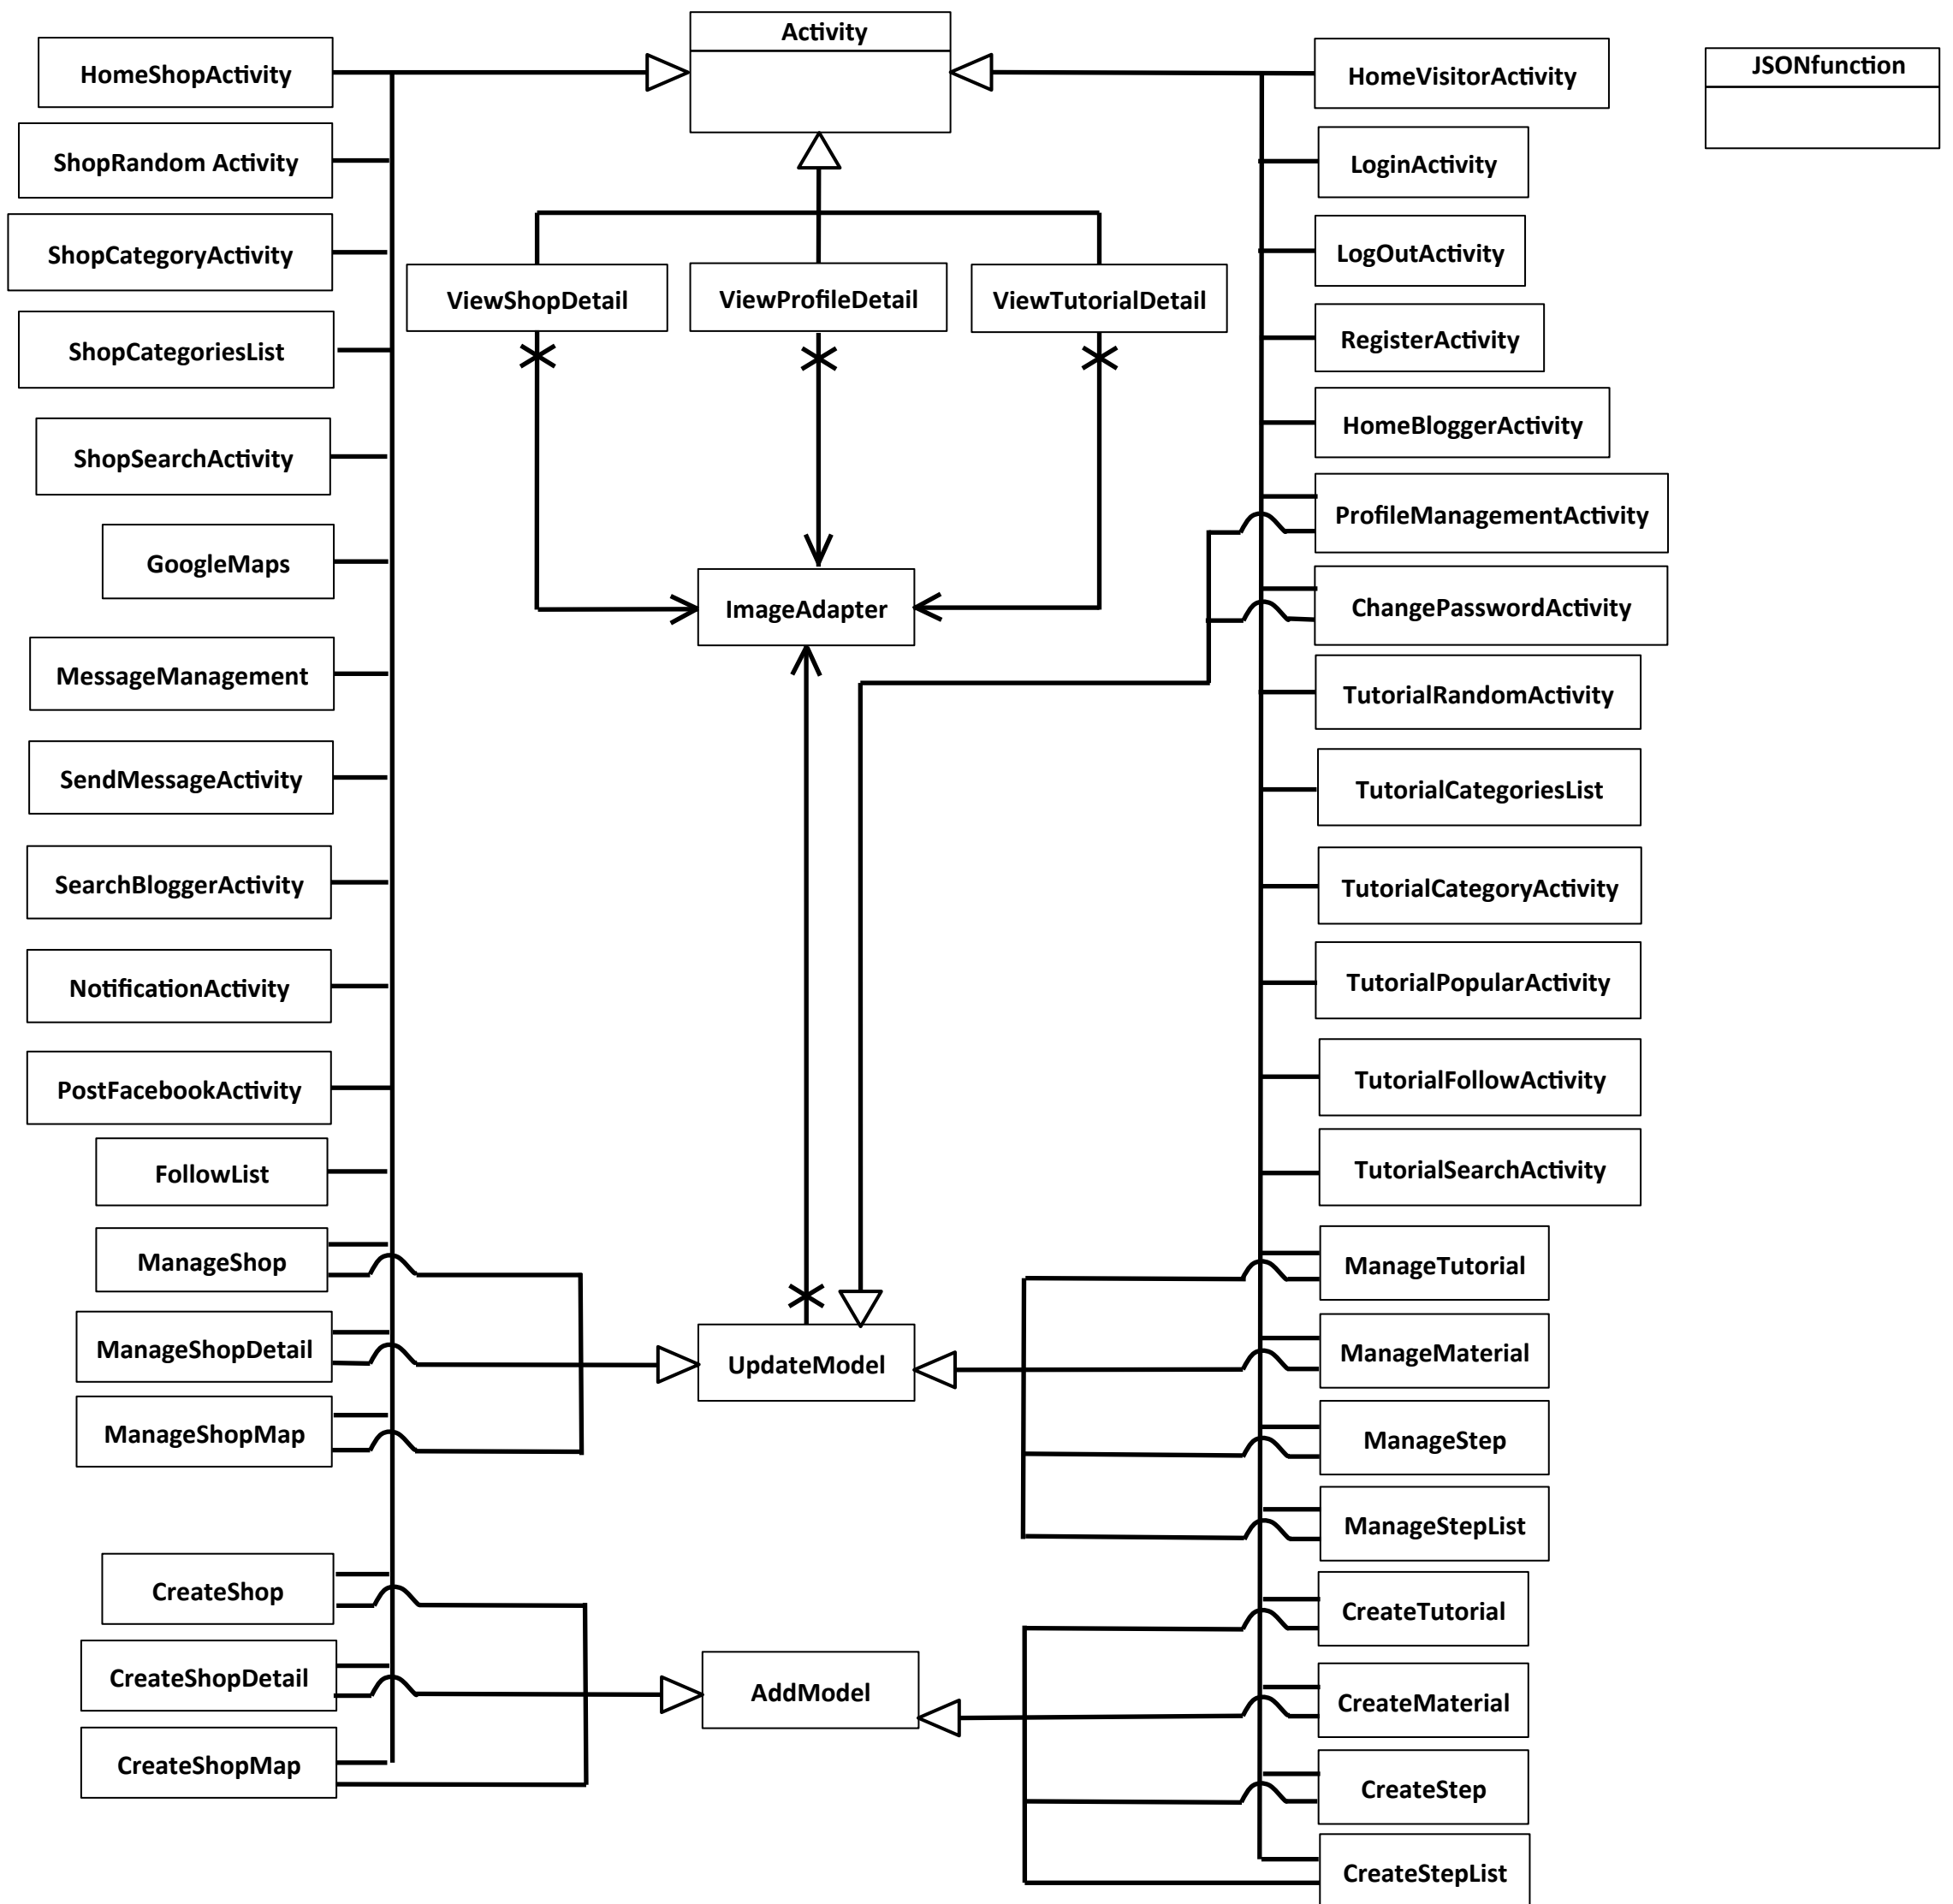 Activity
JSONfunction
HomeShopActivity
ShopRandom Activity
ShopCategoryActivity
ShopCategoriesList
ShopSearchActivity
GoogleMaps
MessageManagement
SendMessageActivity
SearchBloggerActivity
NotificationActivity
PostFacebookActivity
FollowList
ManageShop
ManageShopDetail
ManageShopMap
CreateShop
CreateShopDetail
CreateShopMap
ViewShopDetail
ViewProfileDetail
ViewTutorialDetail
ImageAdapter
UpdateModel
AddModel
HomeVisitorActivity
LoginActivity
LogOutActivity
RegisterActivity
HomeBloggerActivity
ProfileManagementActivity
ChangePasswordActivity
TutorialRandomActivity
TutorialCategoriesList
TutorialCategoryActivity
TutorialPopularActivity
TutorialFollowActivity
TutorialSearchActivity
ManageTutorial
ManageMaterial
ManageStep
ManageStepList
CreateTutorial
CreateMaterial
CreateStep
CreateStepList